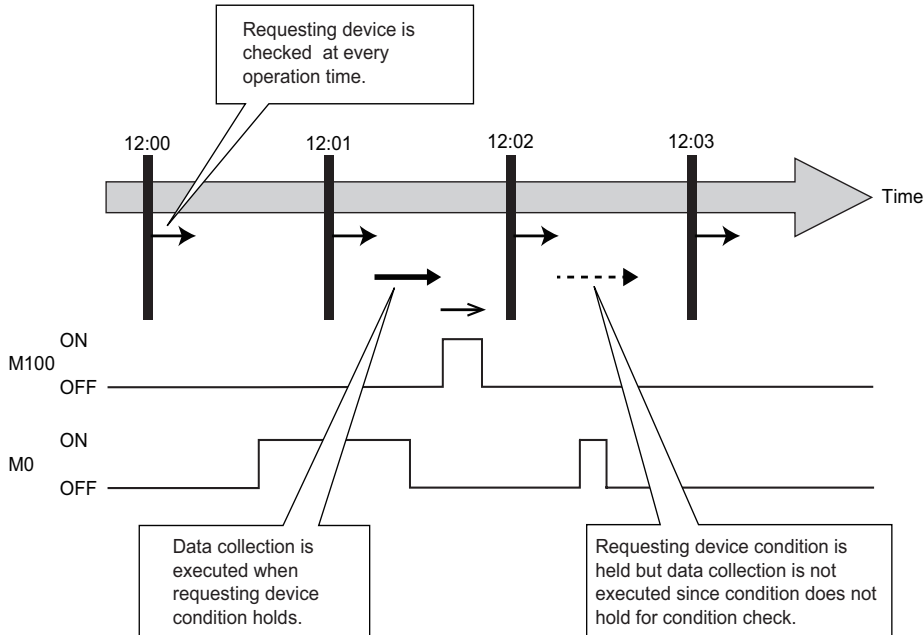 Requesting device is
checked at every
operation time.
12:00
12:01
12:02
12:03
Time
ON
M100
OFF
ON
M0
OFF
Data collection is
executed when
requesting device
condition holds.
Requesting device condition is
held but data collection is not
executed since condition does not
hold for condition check.